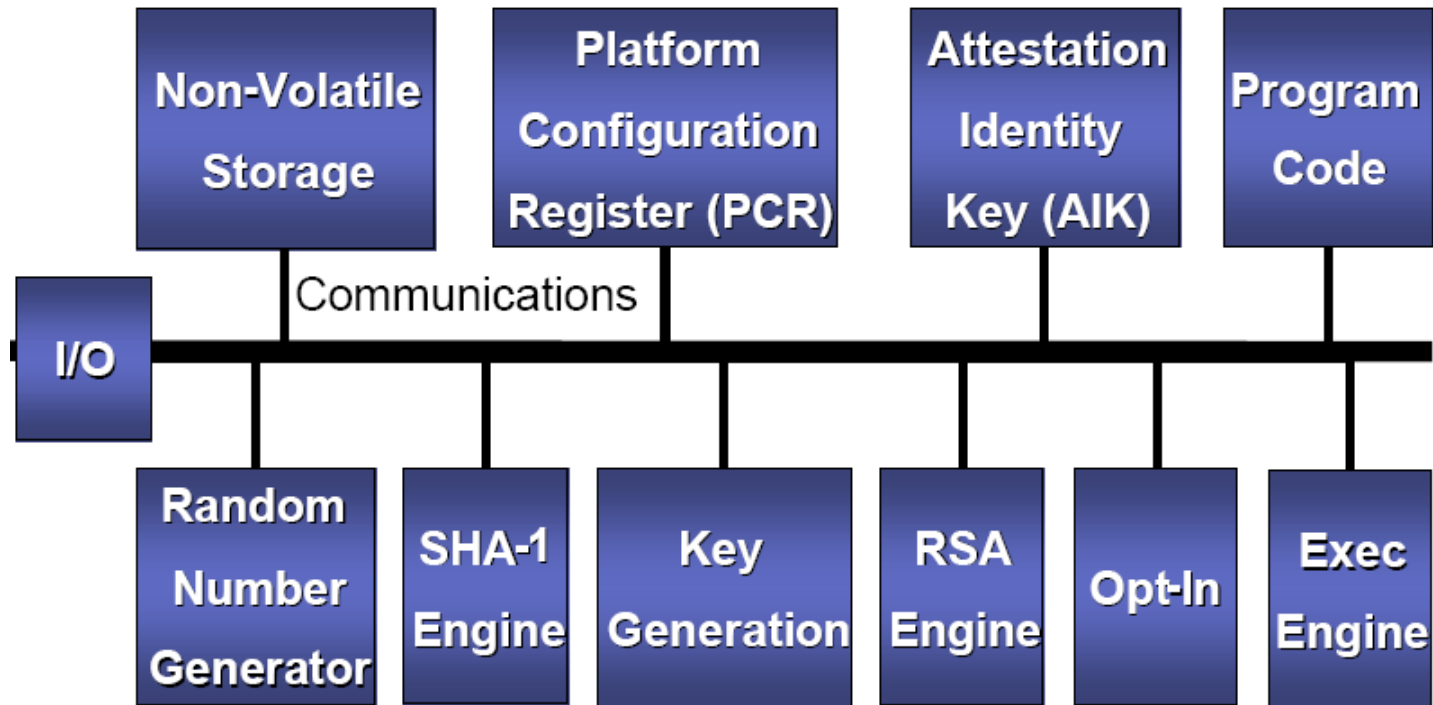 Non-Volatile
Storage
Platform
Configuration
Register (PCR)
Attestation
Identity
Key (AIK)
Program
Code
Communications
I/O
Random
Number
Generator
SHA-1
Engine
Key
Generation
RSA
Engine
Opt-In
Exec
Engine